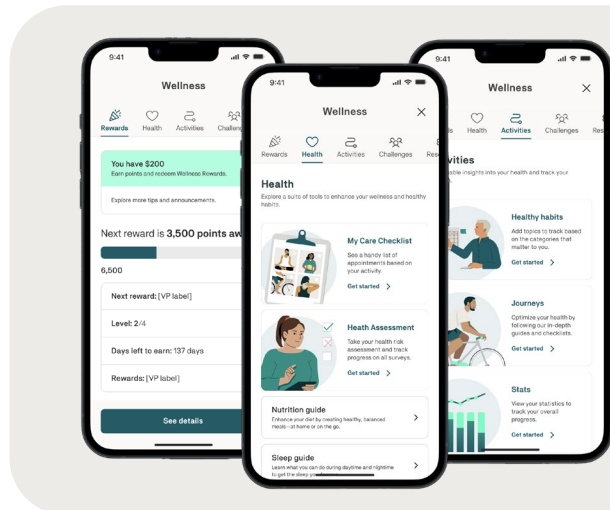 9:41
Wellness
Rewards
Health
Activities
You have $200
Earn points and redeem Wellness Rewards.
Explore more tips and announcements.
Next reward is 3,500 points aw
6,500
Next reward: [VP label]
Level: 2/4
Days left to earn: 137 days
Rewards: [VP label]
See details
9:41
Wellness
Rewards
Health
Activities
Challenges
Health
Explore a suite of tools to enhance your wellness and healthy
habits.
My Care Checklist
See a handy list of
appointments based on
your activity.
Get started
Heath Assessment
Take your health risk
assessment and track
progress on all surveys.
Get started
Nutrition guide
Enhance your diet by creating healthy, balanced
meals—at home or on the go.
Sleep guide
Learn what you can do during daytime and nighttime
to get the sleep
9:41
Wellness
Health
Activities
Challenges
Res
vities
able insights into your health and track your
Healthy habits
Add topics to track based
on the categories that
matter to you.
Get started
Journeys
Optimize your health by
following our in-depth
guides and checklists.
Get started
Stats
View your statistics to
track your overall
progress.
Get started